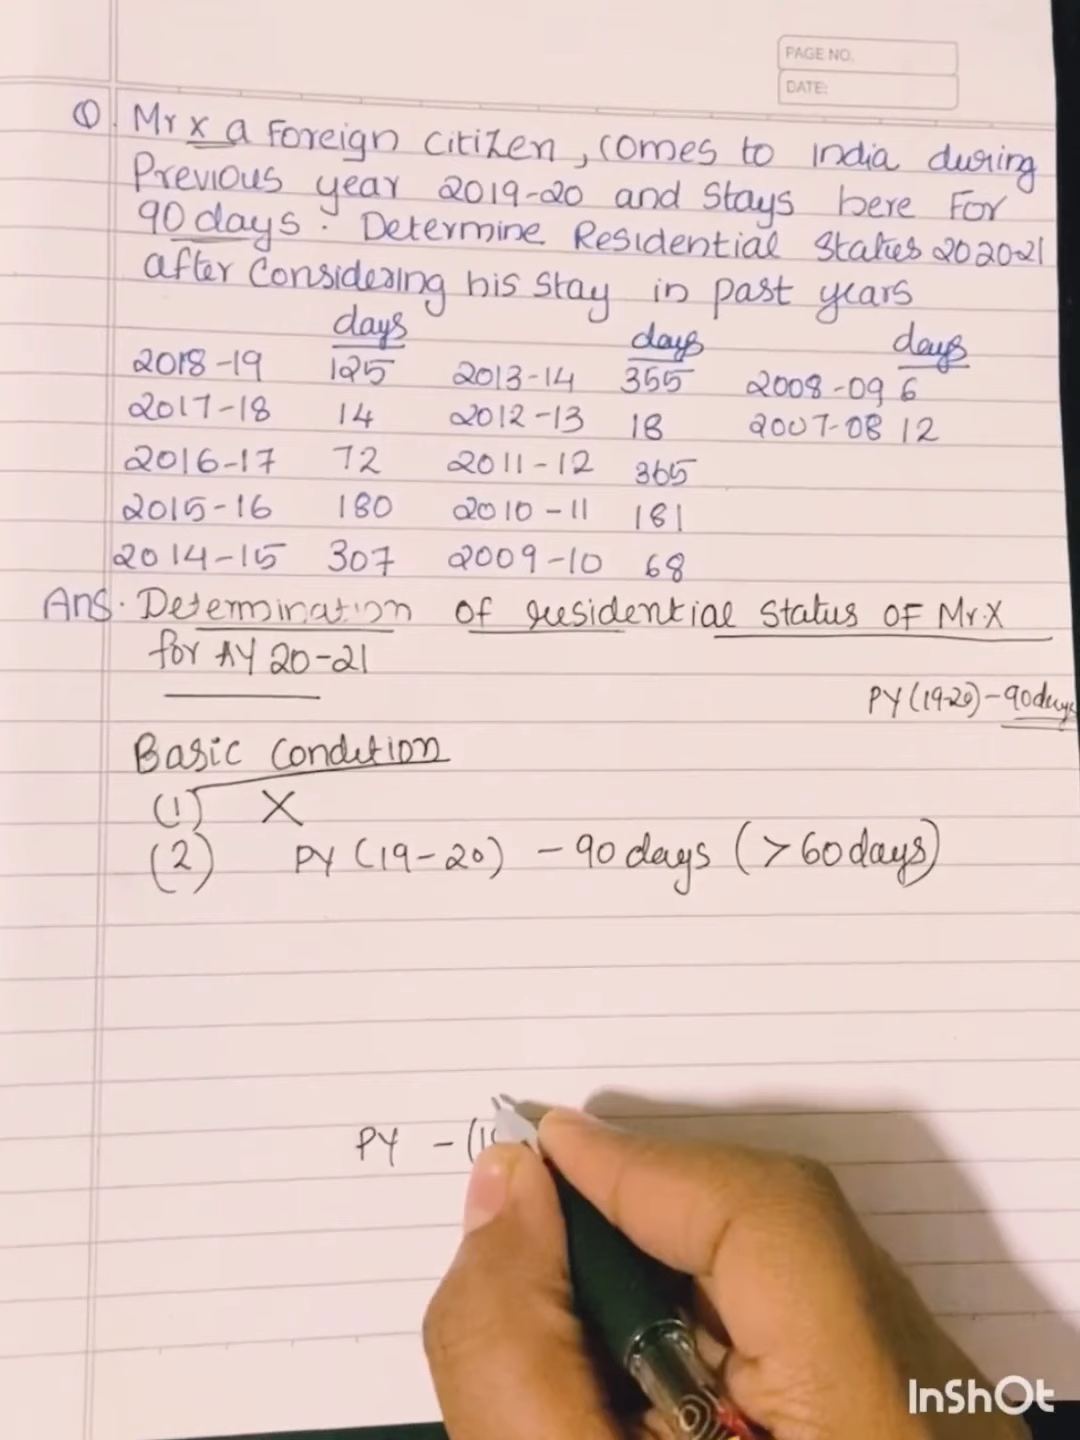 PAGE NO.
DATE:
Q. Mr X a Foreign Citizen, comes to India during
Previous year 2019-20 and Stays here For
90 days. Determine Residential Status 2020-21
after Considering his Stay in past years
days days days
2018-19 125 2013-14 355 2008-09 6
2017-18 14 2012-13 18 2007-08 12
2016-17 72 2011-12 365
2015-16 180 2010-11 181
2014-15 307 2009-10 68
Ans. Determination of residential Status OF Mr.X
for AY 20-21
PY (19-20) - 90days
Basic Condition
(1) X
(2) PY (19-20) - 90 days (> 60 days)
PY - (19
InShOt